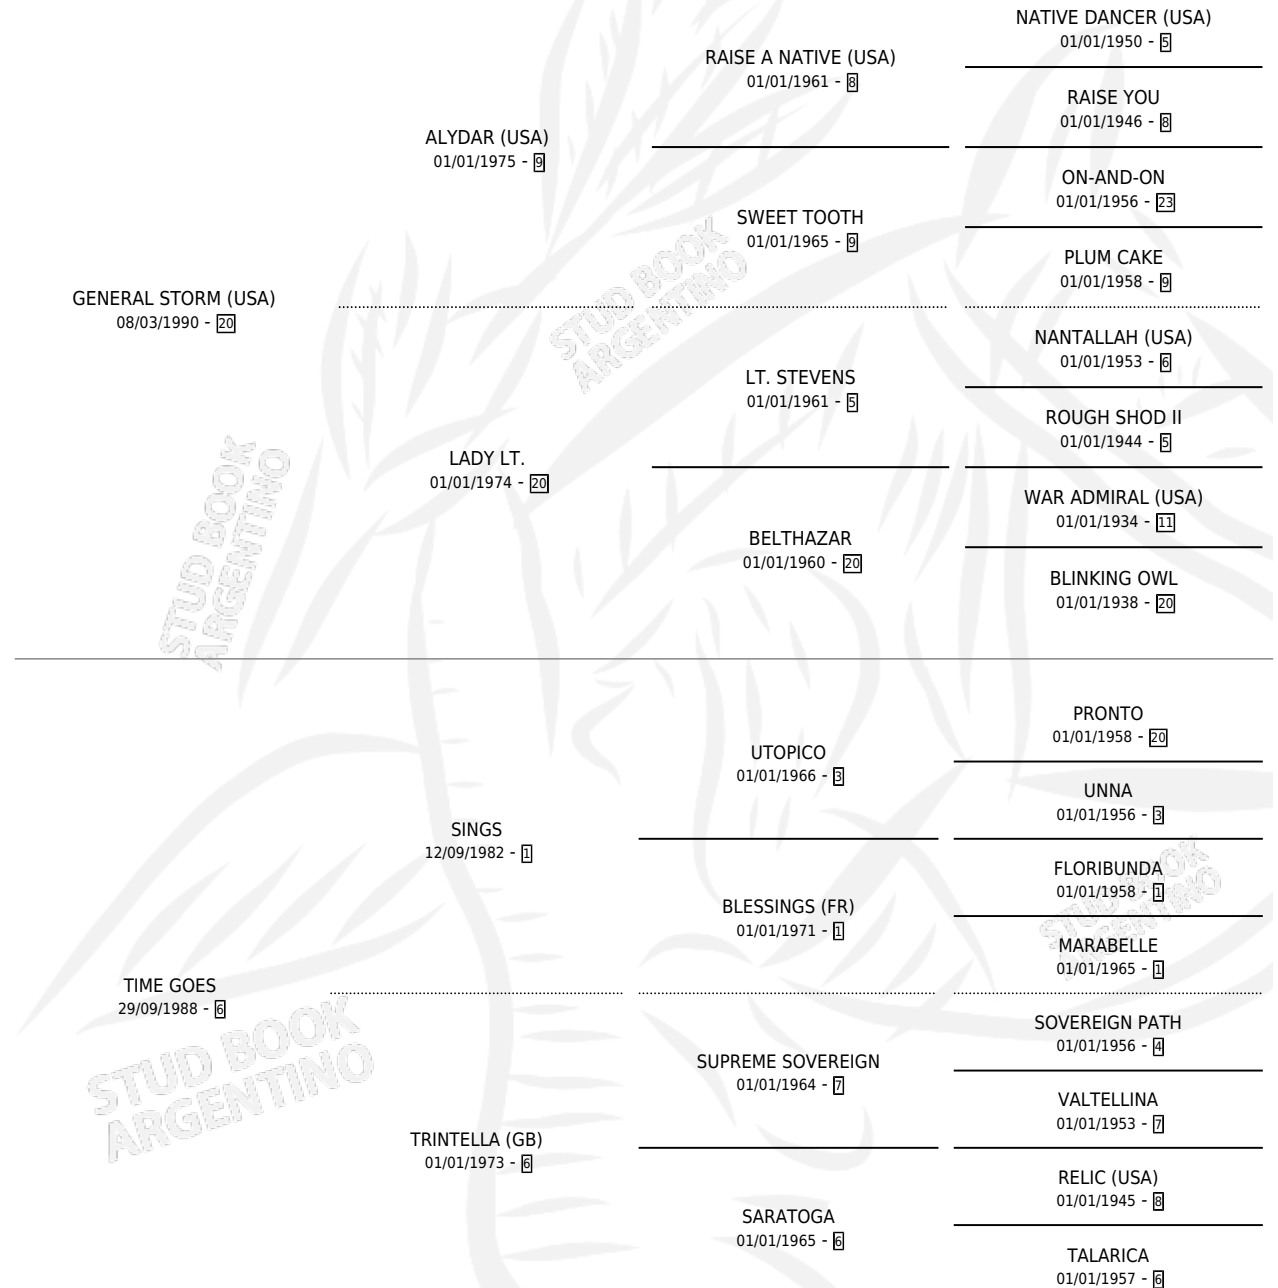 NATIVE DANCER (USA)
01/01/1950 - 5
RAISE A NATIVE (USA)
01/01/1961 - 8
RAISE YOU
01/01/1946 - 8
ALYDAR (USA)
01/01/1975 - 9
ON-AND-ON
01/01/1956 - 23
SWEET TOOTH
01/01/1965 - 9
PLUM CAKE
01/01/1958 - 9
GENERAL STORM (USA)
08/03/1990 - 20
STUD BOOK
ARGENTINO
NANTALLAH (USA)
01/01/1953 - 6
LT. STEVENS
01/01/1961 - 5
ROUGH SHOD II
01/01/1944 - 5
LADY LT.
01/01/1974 - 20
STUD BOOK
ARGENTINO
WAR ADMIRAL (USA)
01/01/1934 - 11
BELTHAZAR
01/01/1960 - 20
BLINKING OWL
01/01/1938 - 20
PRONTO
01/01/1958 - 20
UTOPICO
01/01/1966 - 3
UNNA
01/01/1956 - 3
SINGS
12/09/1982 - 1
FLORIBUNDA
01/01/1958 - 1
STUD BOOK
ARGENTINO
BLESSINGS (FR)
01/01/1971 - 1
MARABELLE
01/01/1965 - 1
TIME GOES
29/09/1988 - 6
STUD BOOK
ARGENTINO
SOVEREIGN PATH
01/01/1956 - 4
SUPREME SOVEREIGN
01/01/1964 - 7
VALTELLINA
01/01/1953 - 7
TRINTELLA (GB)
01/01/1973 - 6
RELIC (USA)
01/01/1945 - 8
SARATOGA
01/01/1965 - 6
TALARICA
01/01/1957 - 6